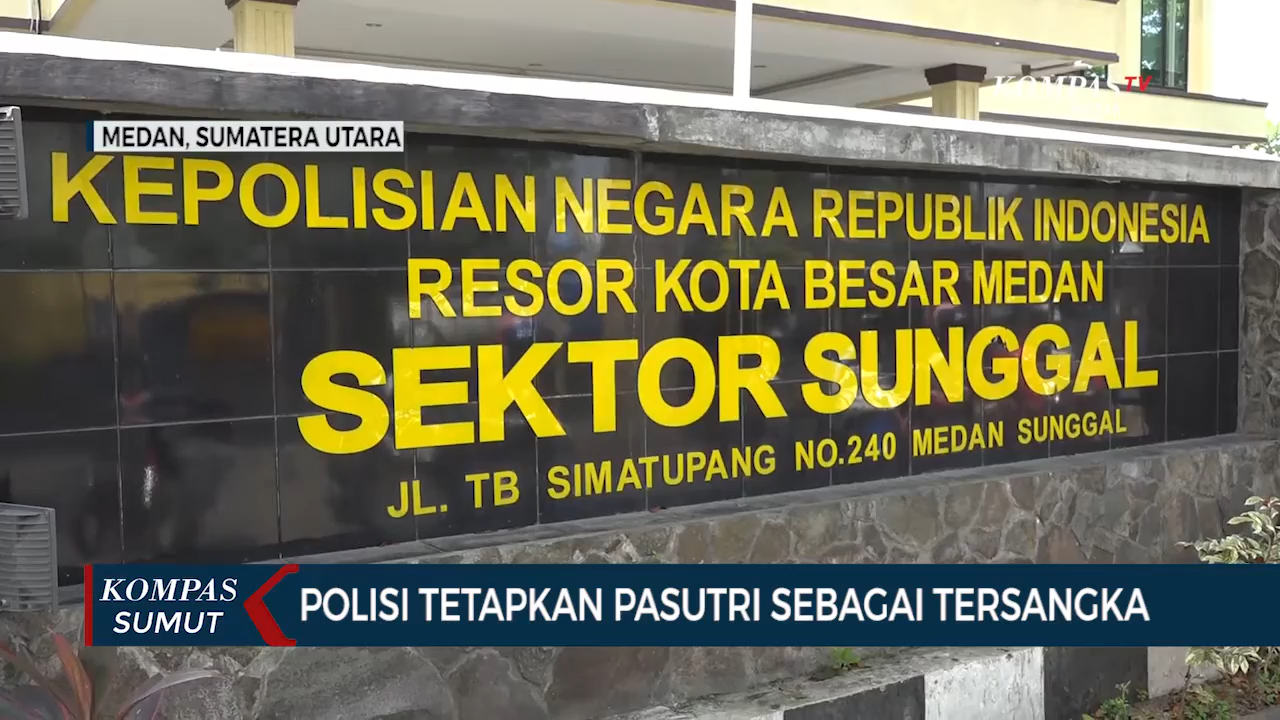 KOMPAS TV
MEDAN, SUMATERA UTARA
KEPOLISIAN NEGARA REPUBLIK INDONESIA
RESOR KOTA BESAR MEDAN
SEKTOR SUNGGAL
JL. TB SIMATUPANG NO.240 MEDAN SUNGGAL
KOMPAS
SUMUT
POLISI TETAPKAN PASUTRI SEBAGAI TERSANGKA